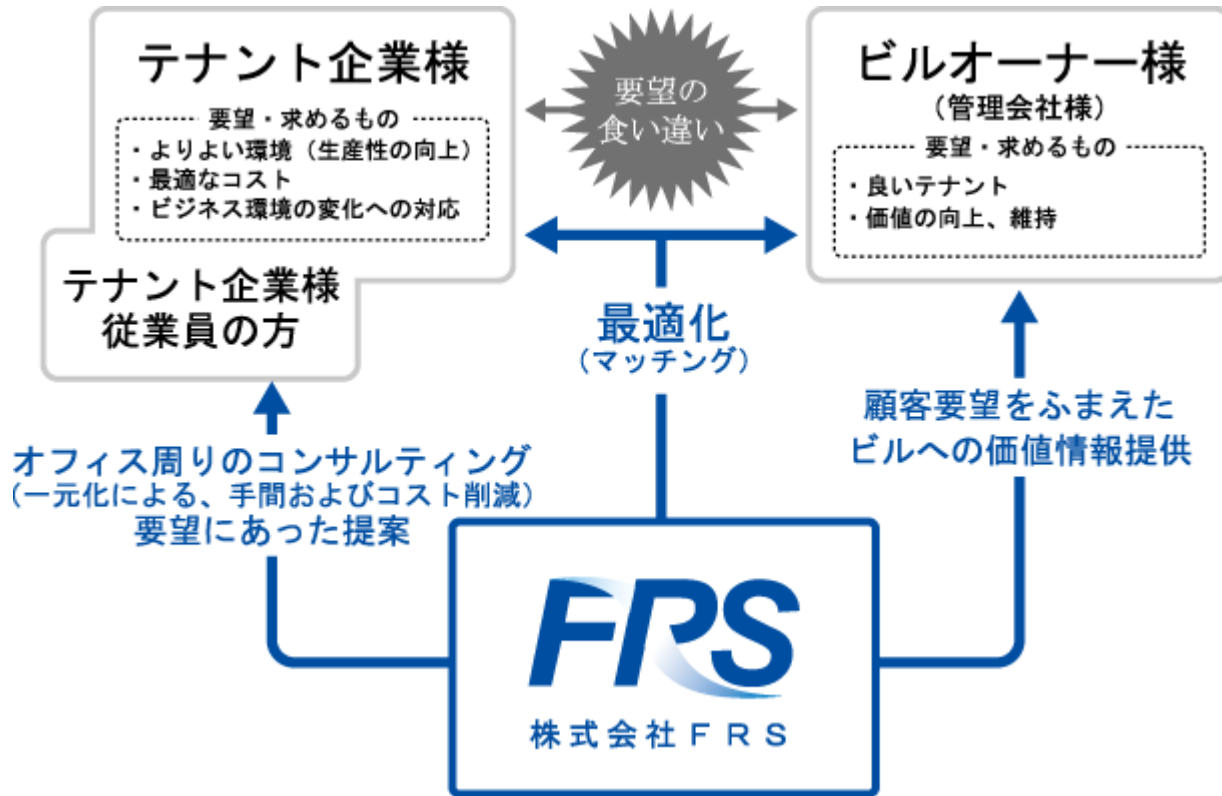 テナント企業様
要望・求めるもの
・よりよい環境（生産性の向上）
・最適なコスト
・ビジネス環境の変化への対応
テナント企業様
従業員の方
要望の
食い違い
ビルオーナー様
（管理会社様）
要望・求めるもの
・良いテナント
・価値の向上、維持
最適化
（マッチング）
オフィス周りのコンサルティング
（一元化による、手間およびコスト削減）
要望にあった提案
顧客要望をふまえた
ビルへの価値情報提供
FRS
株式会社ＦＲＳ